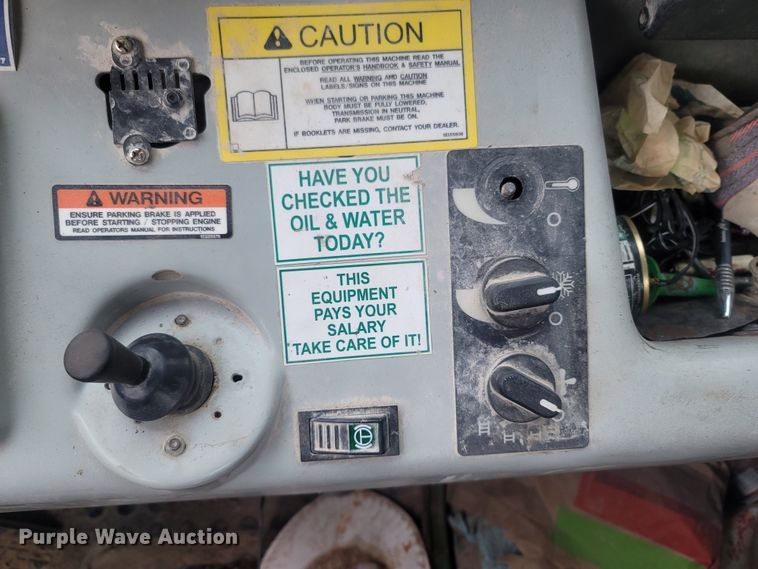 CAUTION
BEFORE OPERATING THIS MACHINE READ THE
ENCLOSED OPERATOR'S HANDBOOK & SAFETY MANUAL
READ ALL WARNING AND CAUTION
LABELS/SIGNS ON THIS MACHINE
WHEN STARTING OR PARKING THIS MACHINE
BODY MUST BE FULLY LOWERED,
TRANSMISSION IN NEUTRAL,
PARK BRAKE MUST BE ON.
IF BOOKLETS ARE MISSING, CONTACT YOUR DEALER.
WARNING
ENSURE PARKING BRAKE IS APPLIED
BEFORE STARTING / STOPPING ENGINE
READ OPERATORS MANUAL FOR INSTRUCTIONS
HAVE YOU
CHECKED THE
OIL & WATER
TODAY?
THIS
EQUIPMENT
PAYS YOUR
SALARY
TAKE CARE OF IT!
Purple Wave Auction